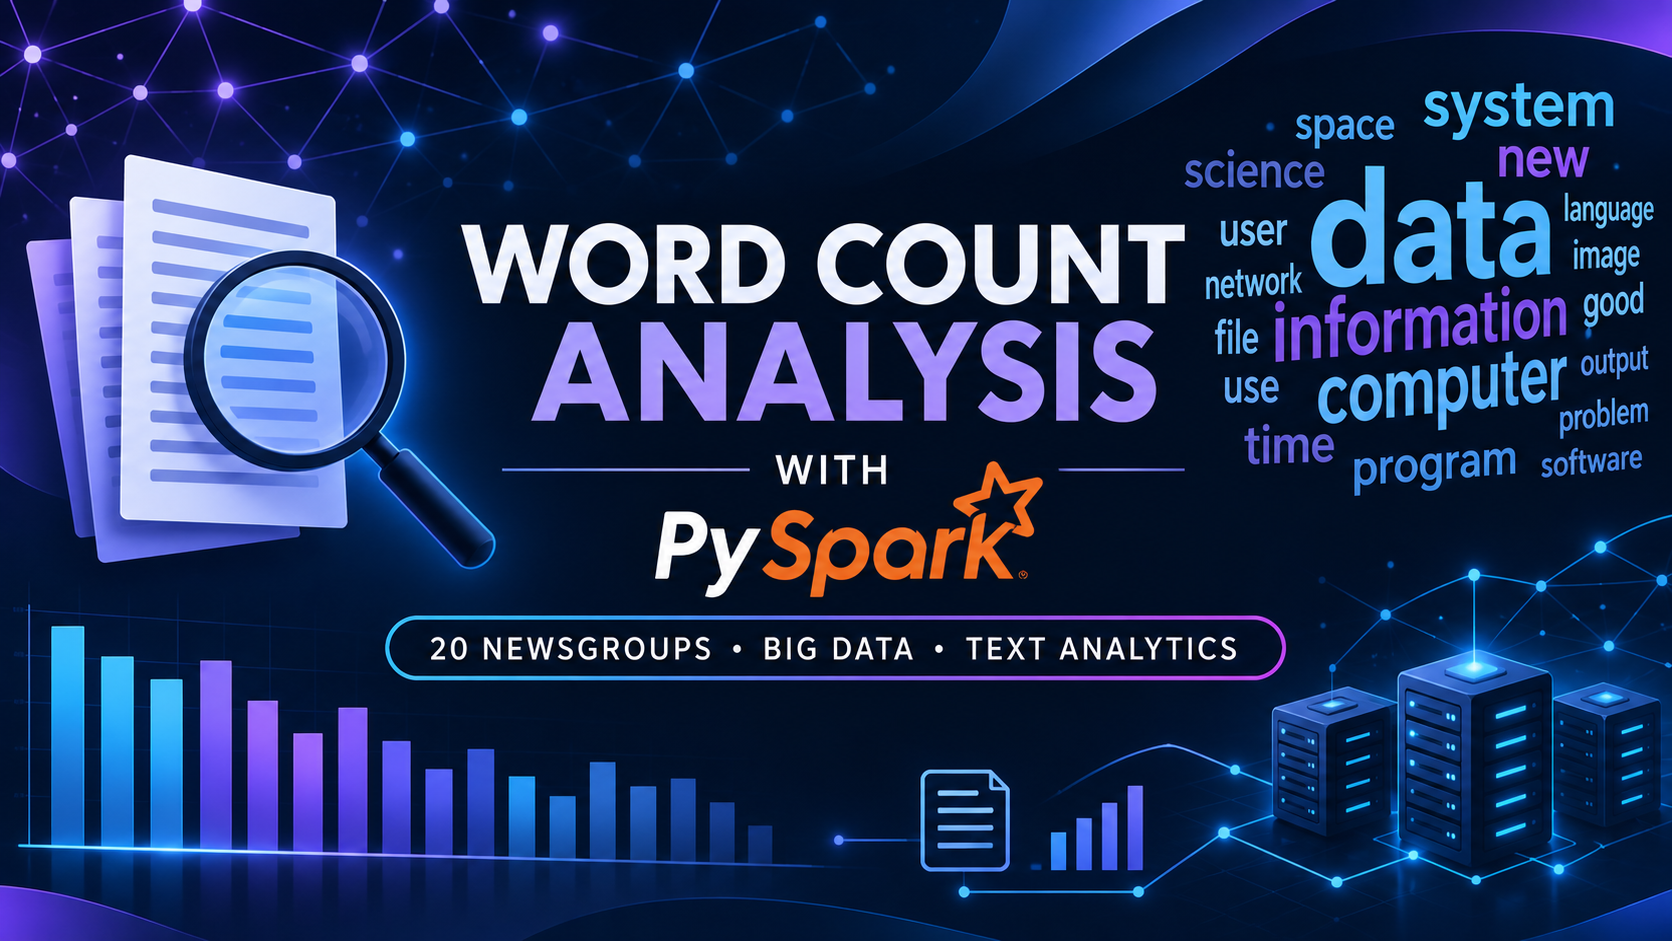 WORD COUNT
ANALYSIS
WITH
PySpark
20 NEWSGROUPS • BIG DATA • TEXT ANALYTICS
space
system
science
new
data
user
language
image
network
information
good
file
computer
output
use
problem
time
program
software